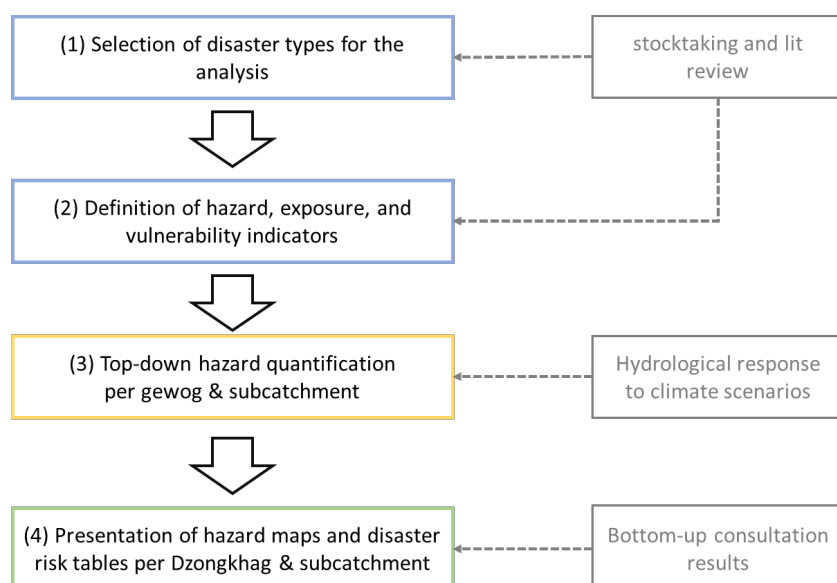 (1) Selection of disaster types for the
analysis
stocktaking and lit
review
(2) Definition of hazard, exposure, and
vulnerability indicators
(3) Top-down hazard quantification
per gewog & subcatchment
Hydrological response
to climate scenarios
(4) Presentation of hazard maps and disaster
risk tables per Dzongkhag & subcatchment
Bottom-up consultation
results